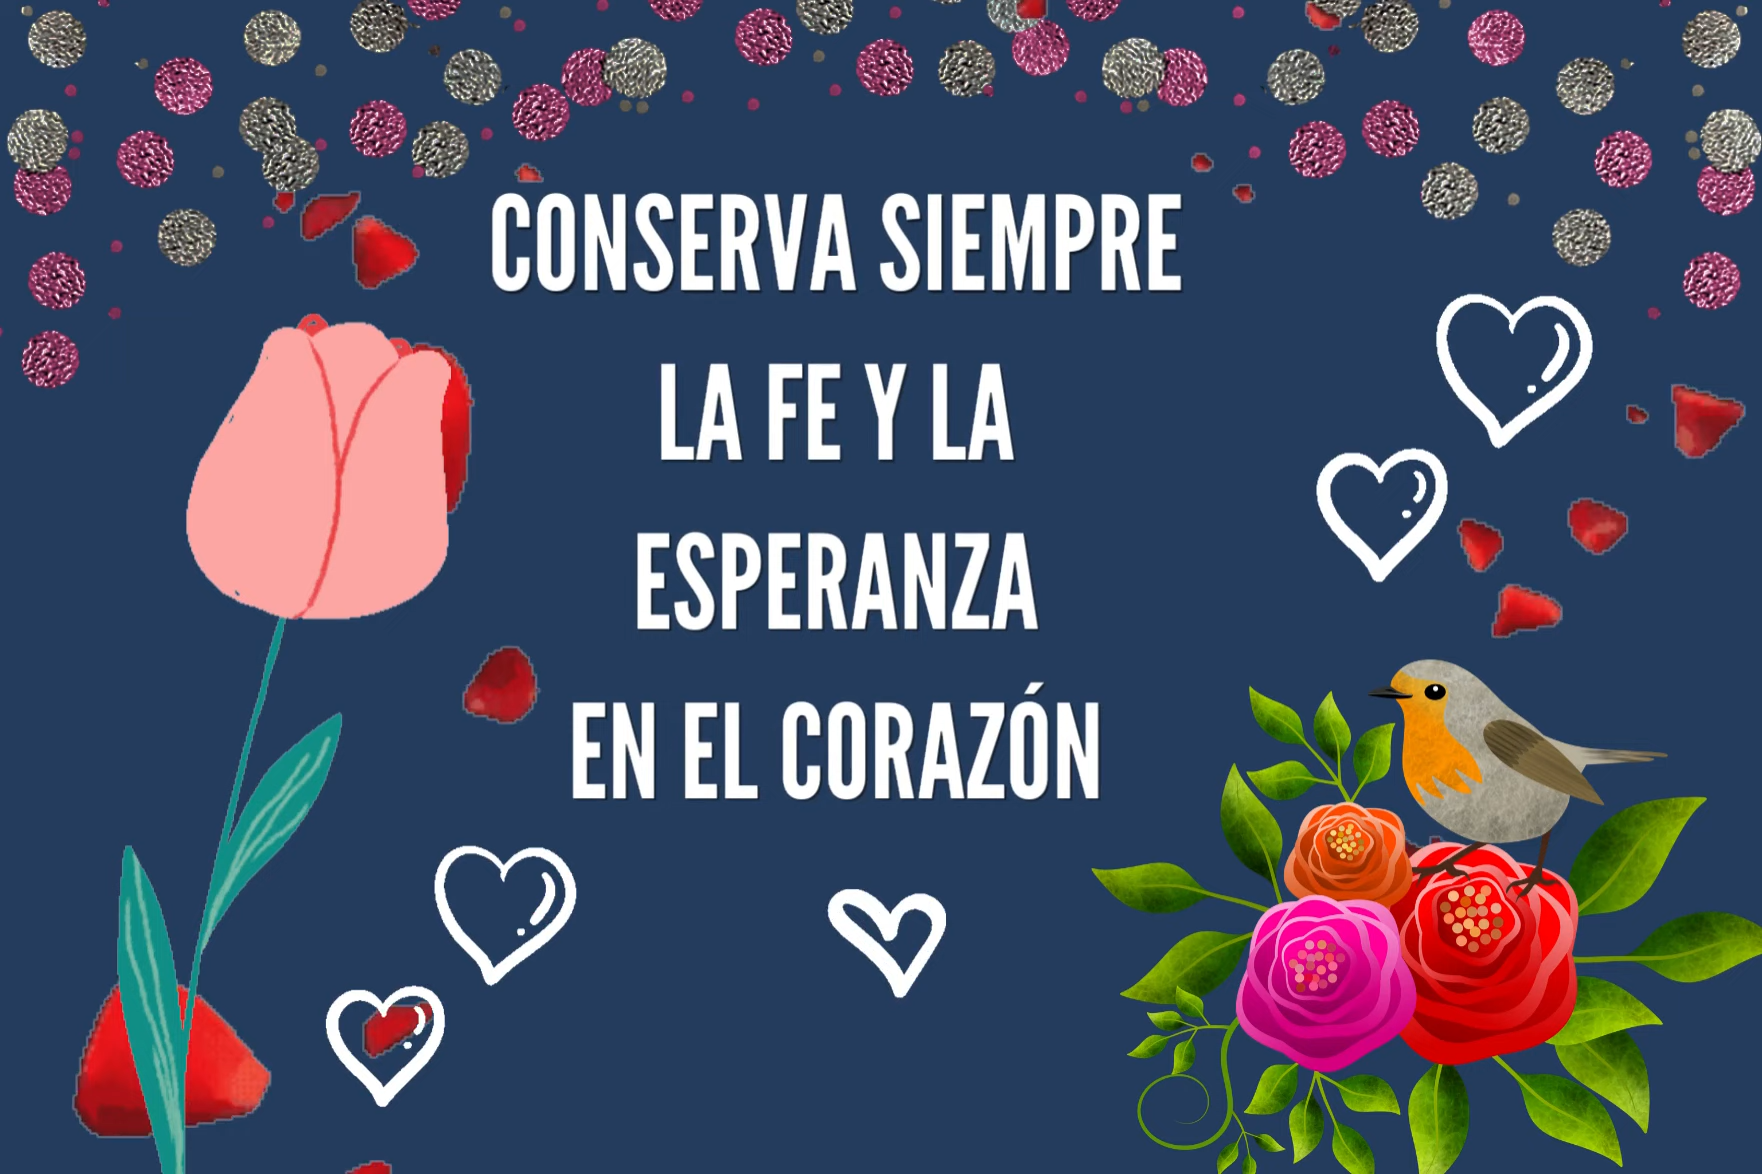 CONSERVA SIEMPRE
LA FE Y LA
ESPERANZA
EN EL CORAZÓN